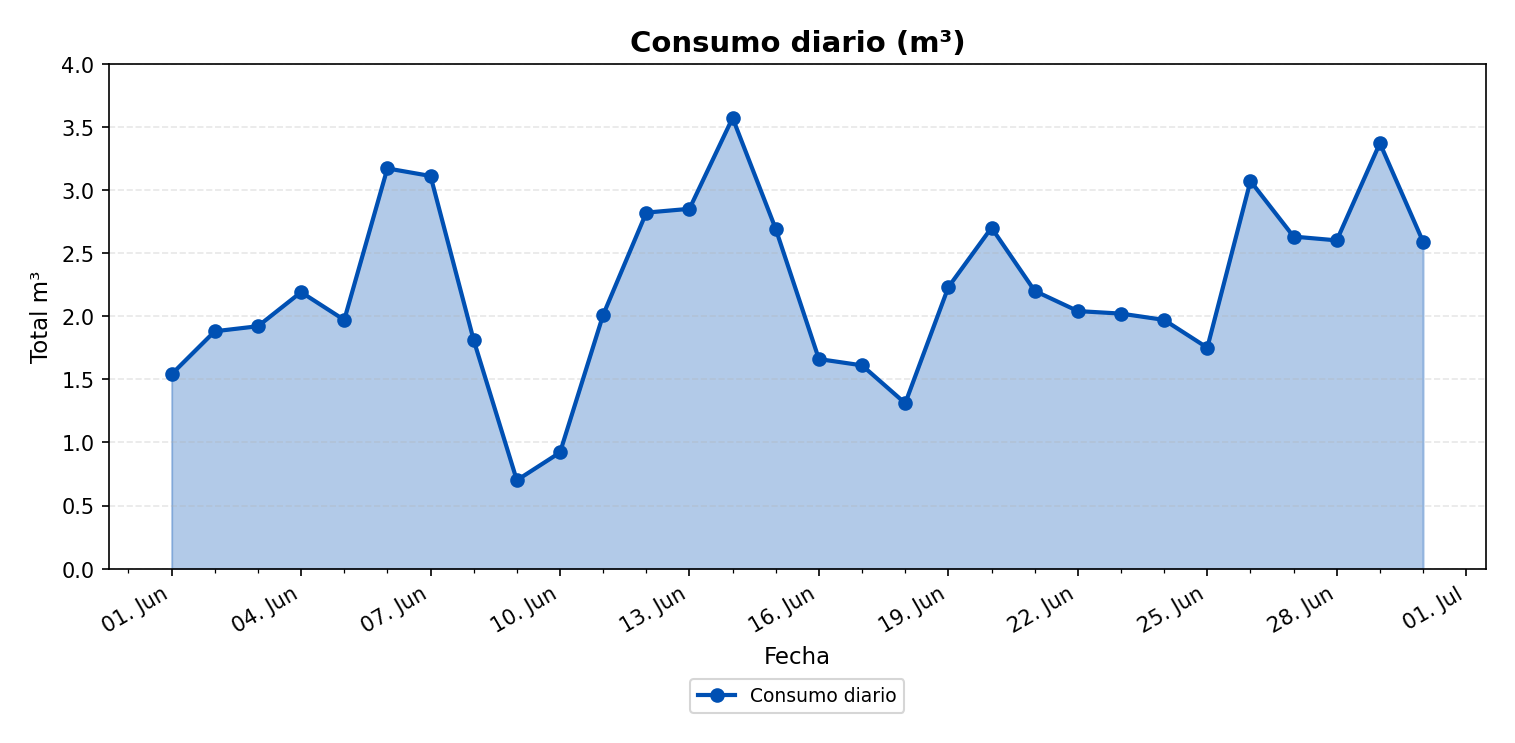 Consumo diario (m³)
4.0
3.5
3.0
2.5
2.0
1.5
1.0
0.5
0.0
Total m³
01. Jun
04. Jun
07. Jun
10. Jun
13. Jun
16. Jun
19. Jun
22. Jun
25. Jun
28. Jun
01. Jul
Fecha
Consumo diario